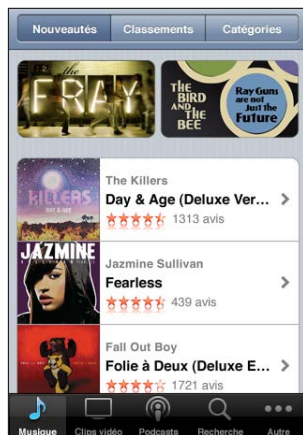 Nouveautés Classements Catégories
the
FRAY
THE
BIRD
AND THE
BEE
Ray Guns
are not
Just the
Future
The Killers
KILLERS
DAY & AGE
Day & Age (Deluxe Ver...
1313 avis
JAZMINE
Jazmine Sullivan
Fearless
439 avis
Fall Out Boy
Folie à Deux (Deluxe E...
1721 avis
Musique Clips vidéo Podcasts Recherche Autre